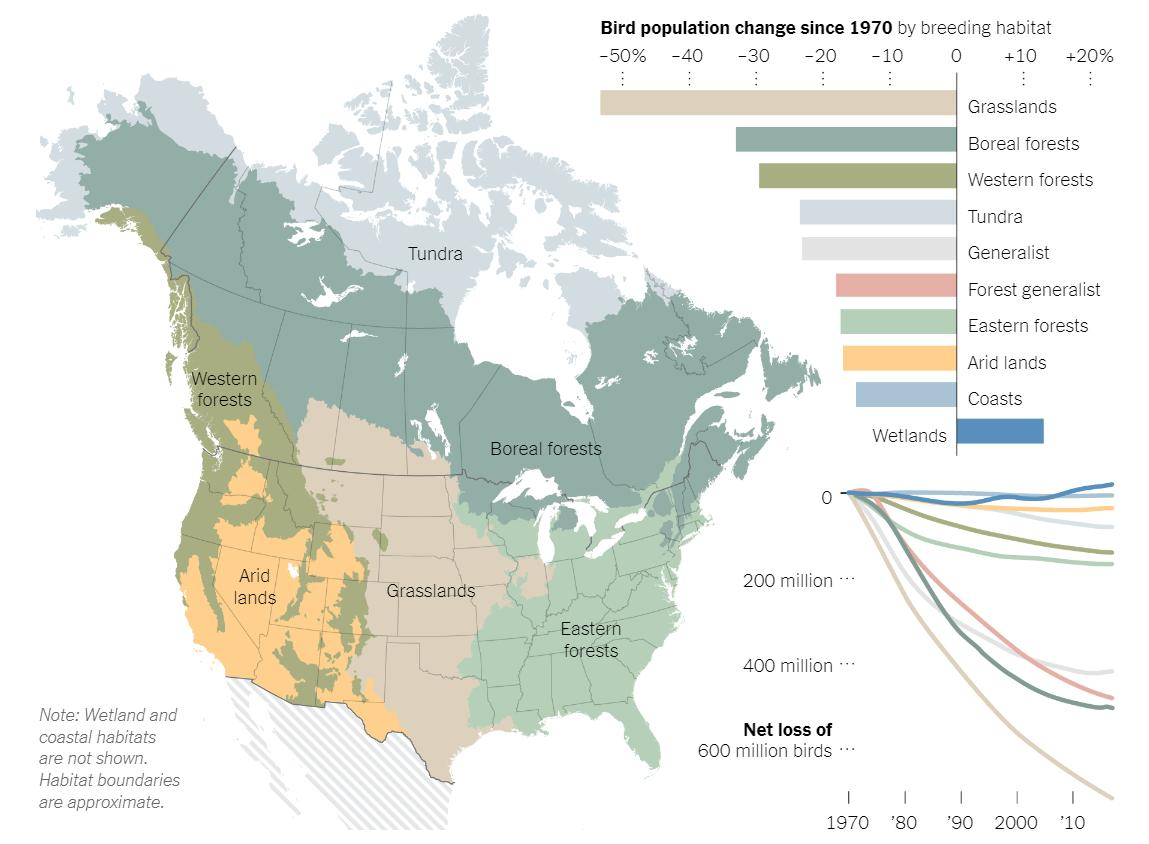 Bird population change since 1970 by breeding habitat
−50% −40 −30 −20 −10 0 +10 +20%
Grasslands
Boreal forests
Western forests
Tundra
Generalist
Forest generalist
Eastern forests
Arid lands
Coasts
Wetlands
Tundra
Western
forests
Boreal forests
Arid
lands
Grasslands
Eastern
forests
Note: Wetland and
coastal habitats
are not shown.
Habitat boundaries
are approximate.
0
200 million
400 million
Net loss of
600 million birds
1970 ’80 ’90 2000 ’10